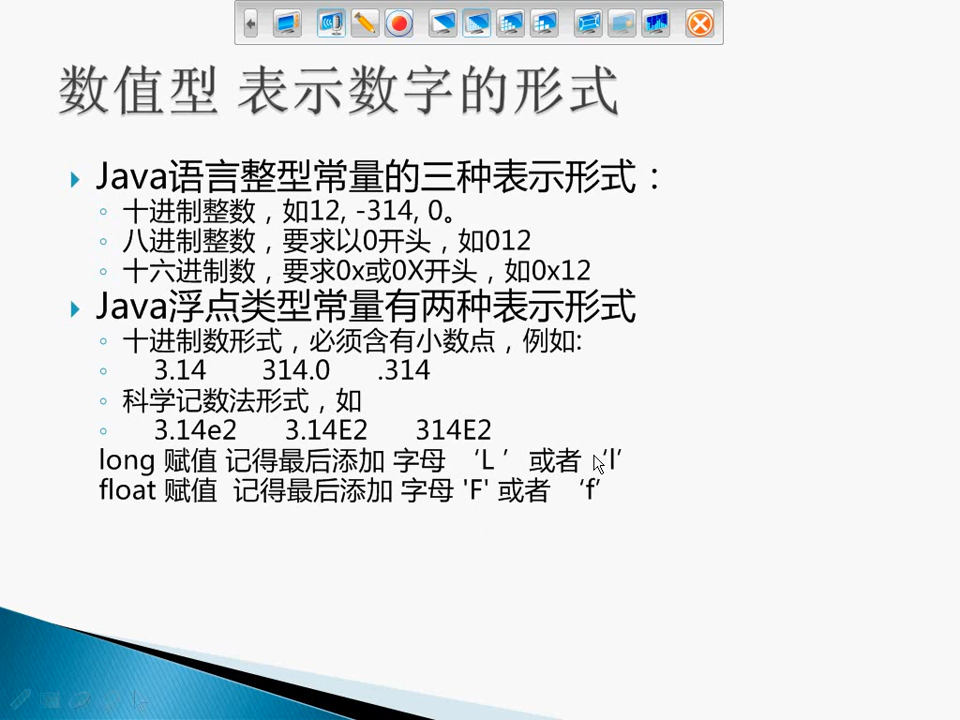 数值型 表示数字的形式
Java语言整型常量的三种表示形式：
十进制整数，如12, -314, 0。
八进制整数，要求以0开头，如012
十六进制数，要求0x或0X开头，如0x12
Java浮点类型常量有两种表示形式
十进制数形式，必须含有小数点，例如:
3.14 314.0 .314
科学记数法形式，如
3.14e2 3.14E2 314E2
long 赋值 记得最后添加 字母 ‘L ’ 或者 ‘l’
float 赋值 记得最后添加 字母 'F' 或者 ‘f’